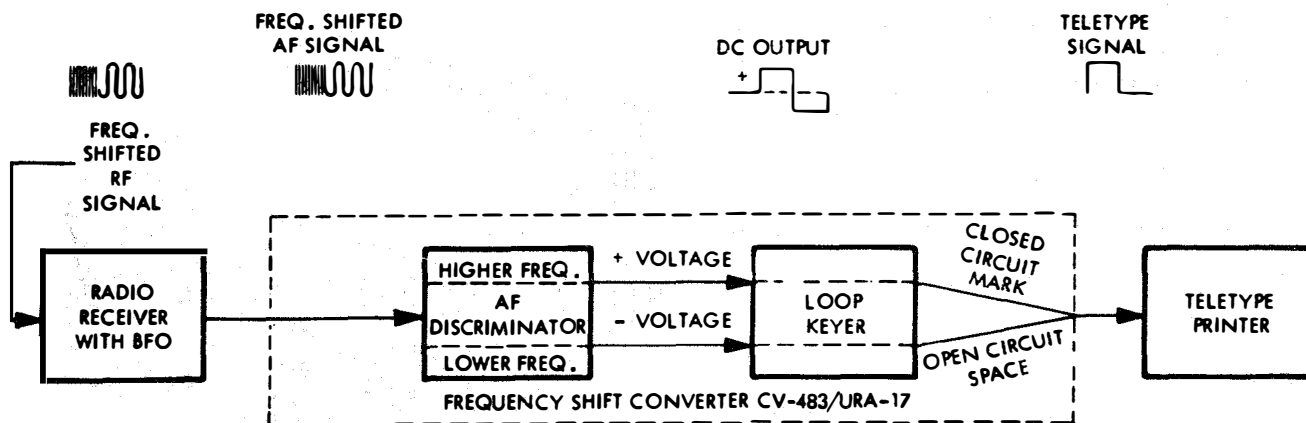 FREQ. SHIFTED
AF SIGNAL
DC OUTPUT
+
TELETYPE
SIGNAL
FREQ.
SHIFTED
RF
SIGNAL
RADIO
RECEIVER
WITH BFO
HIGHER FREQ.
AF
DISCRIMINATOR
LOWER FREQ.
+ VOLTAGE
- VOLTAGE
LOOP
KEYER
CLOSED
CIRCUIT
MARK
OPEN CIRCUIT
SPACE
TELETYPE
PRINTER
FREQUENCY SHIFT CONVERTER CV-483/URA-17